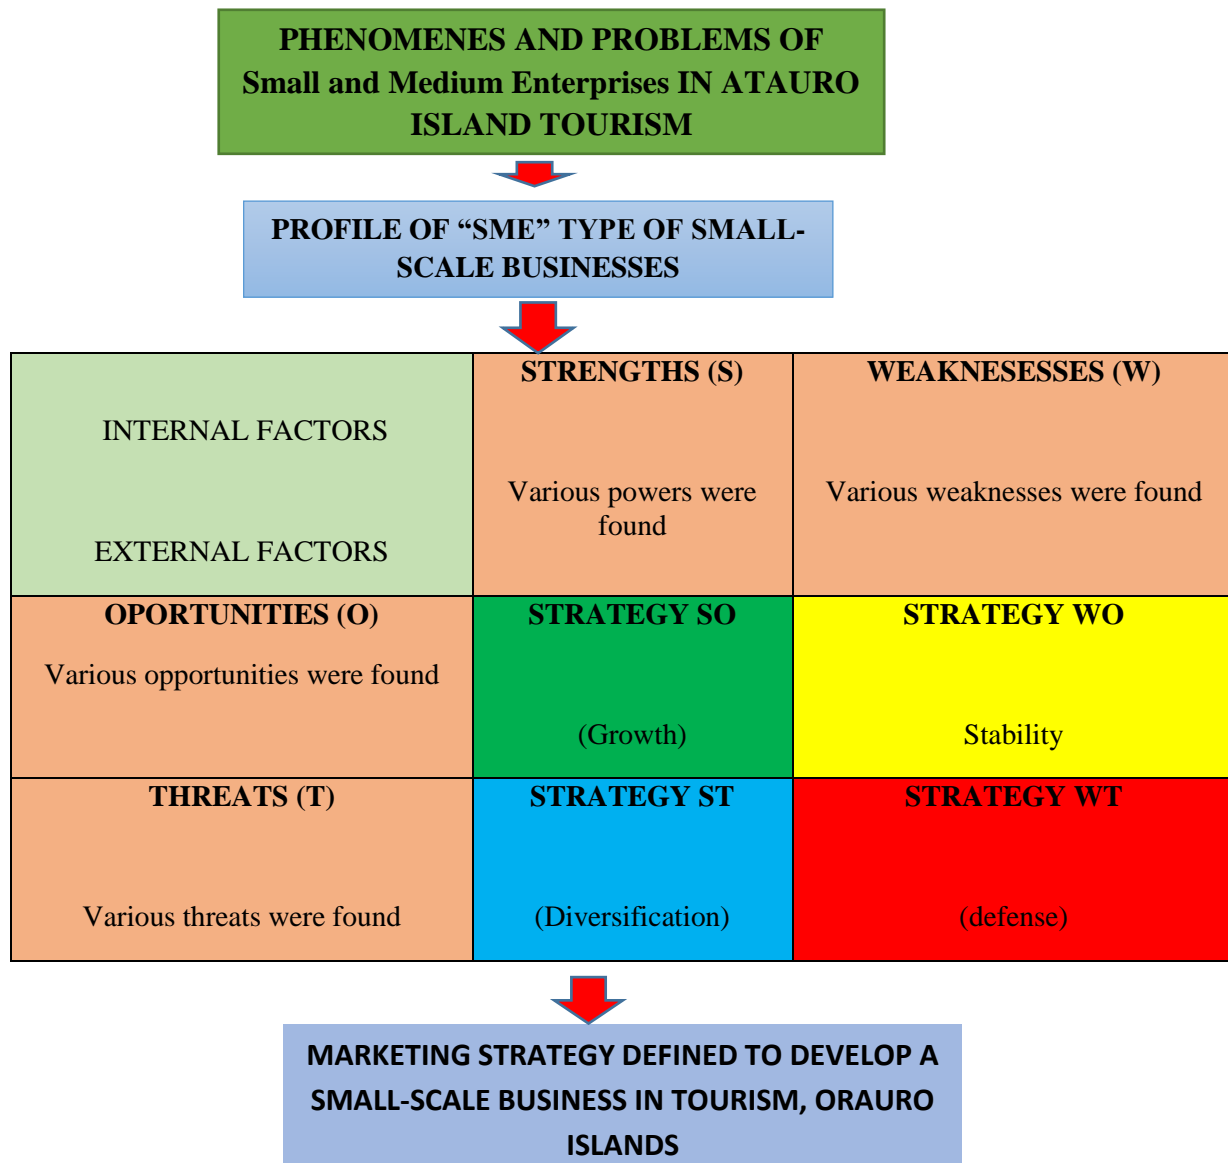 PHENOMENES AND PROBLEMS OF
Small and Medium Enterprises IN ATAURO
ISLAND TOURISM
PROFILE OF “SME” TYPE OF SMALL-
SCALE BUSINESSES
INTERNAL FACTORS
EXTERNAL FACTORS
STRENGTHS (S)
Various powers were
found
WEAKNESESSES (W)
Various weaknesses were found
OPORTUNITIES (O)
Various opportunities were found
STRATEGY SO
(Growth)
STRATEGY WO
Stability
THREATS (T)
Various threats were found
STRATEGY ST
(Diversification)
STRATEGY WT
(defense)
MARKETING STRATEGY DEFINED TO DEVELOP A
SMALL-SCALE BUSINESS IN TOURISM, ORAURO
ISLANDS